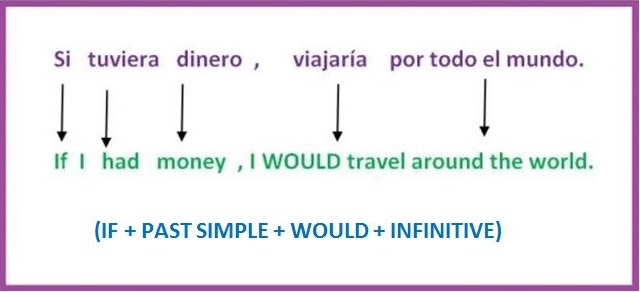 Si tuviera dinero , viajaría por todo el mundo.
If I had money , I WOULD travel around the world.
(IF + PAST SIMPLE + WOULD + INFINITIVE)